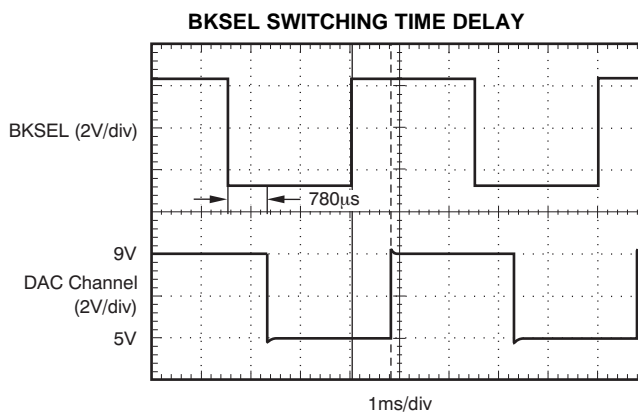 BKSEL SWITCHING TIME DELAY
BKSEL (2V/div)
780μs
9V
DAC Channel
(2V/div)
5V
1ms/div